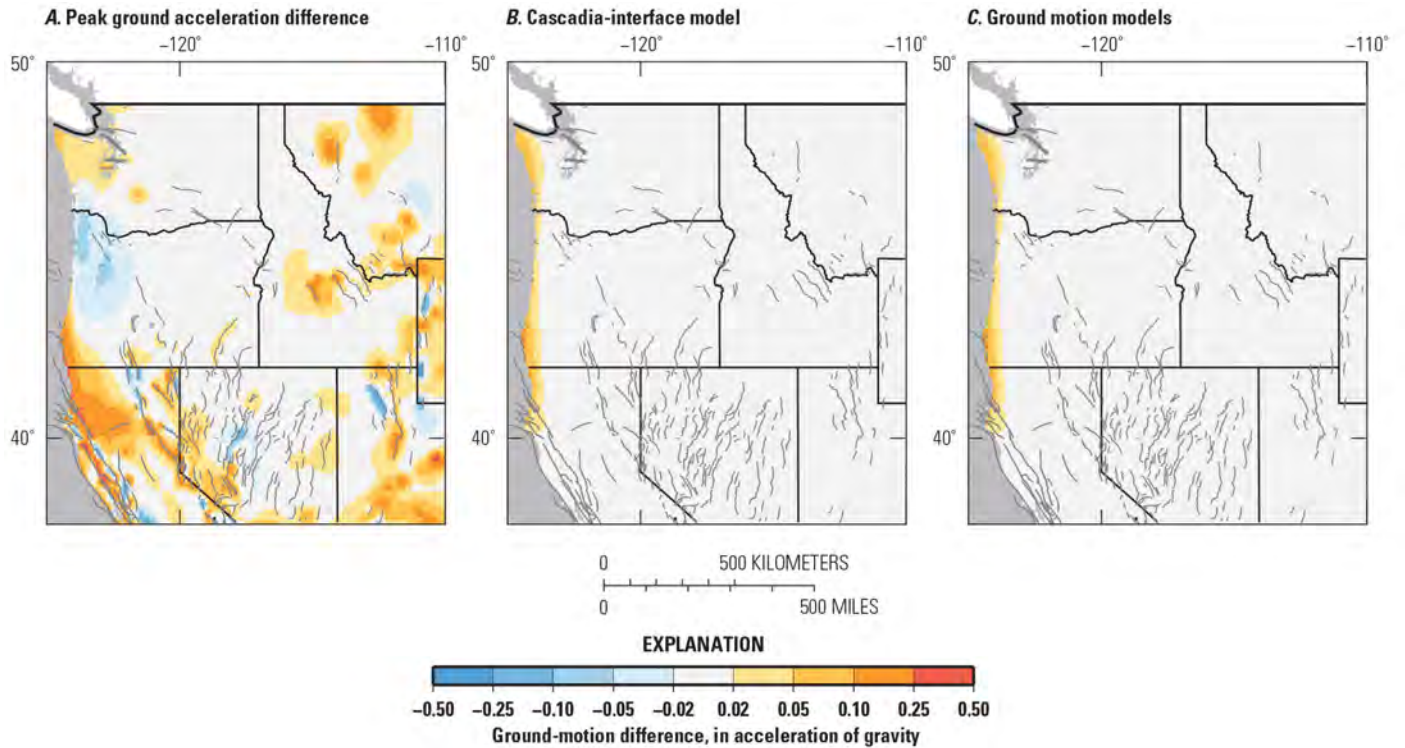 A. Peak ground acceleration difference
B. Cascadia-interface model
C. Ground motion models
−120˚
−110˚
−120˚
−110˚
−120˚
−110˚
50˚
50˚
50˚
40˚
40˚
40˚
0 500 KILOMETERS
0 500 MILES
EXPLANATION
−0.50 −0.25 −0.10 −0.05 −0.02 0.02 0.05 0.10 0.25 0.50
Ground-motion difference, in acceleration of gravity